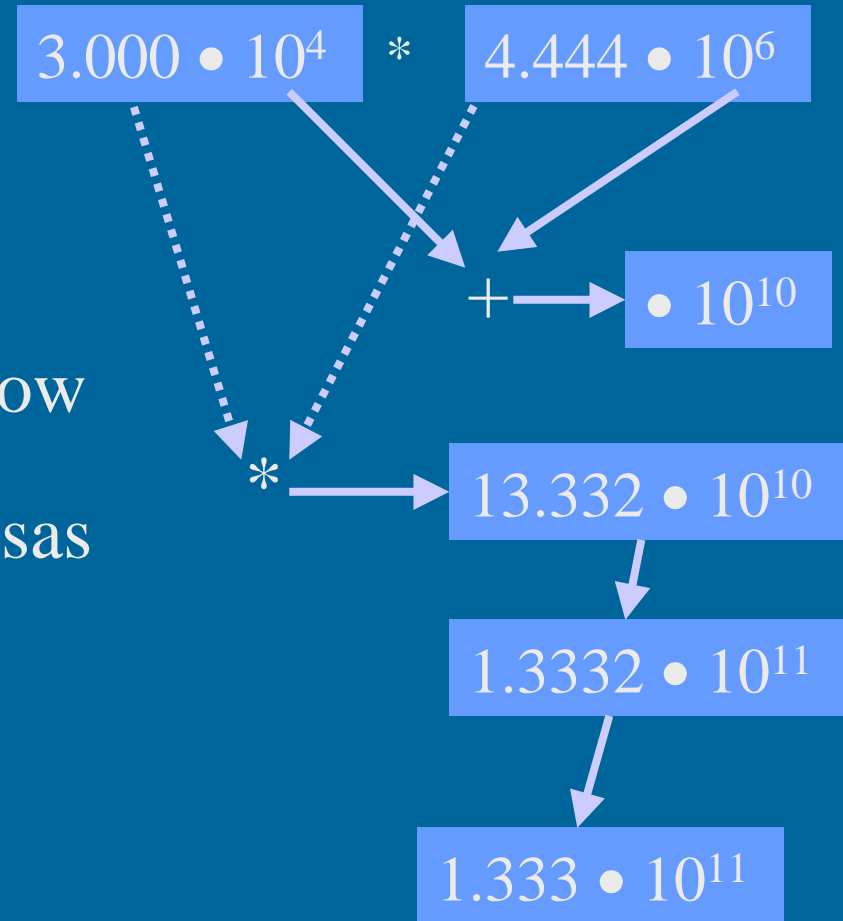 3.000 • 10⁴ * 4.444 • 10⁶
+ • 10¹⁰
ow
* 13.332 • 10¹⁰
sas
1.3332 • 10¹¹
1.333 • 10¹¹